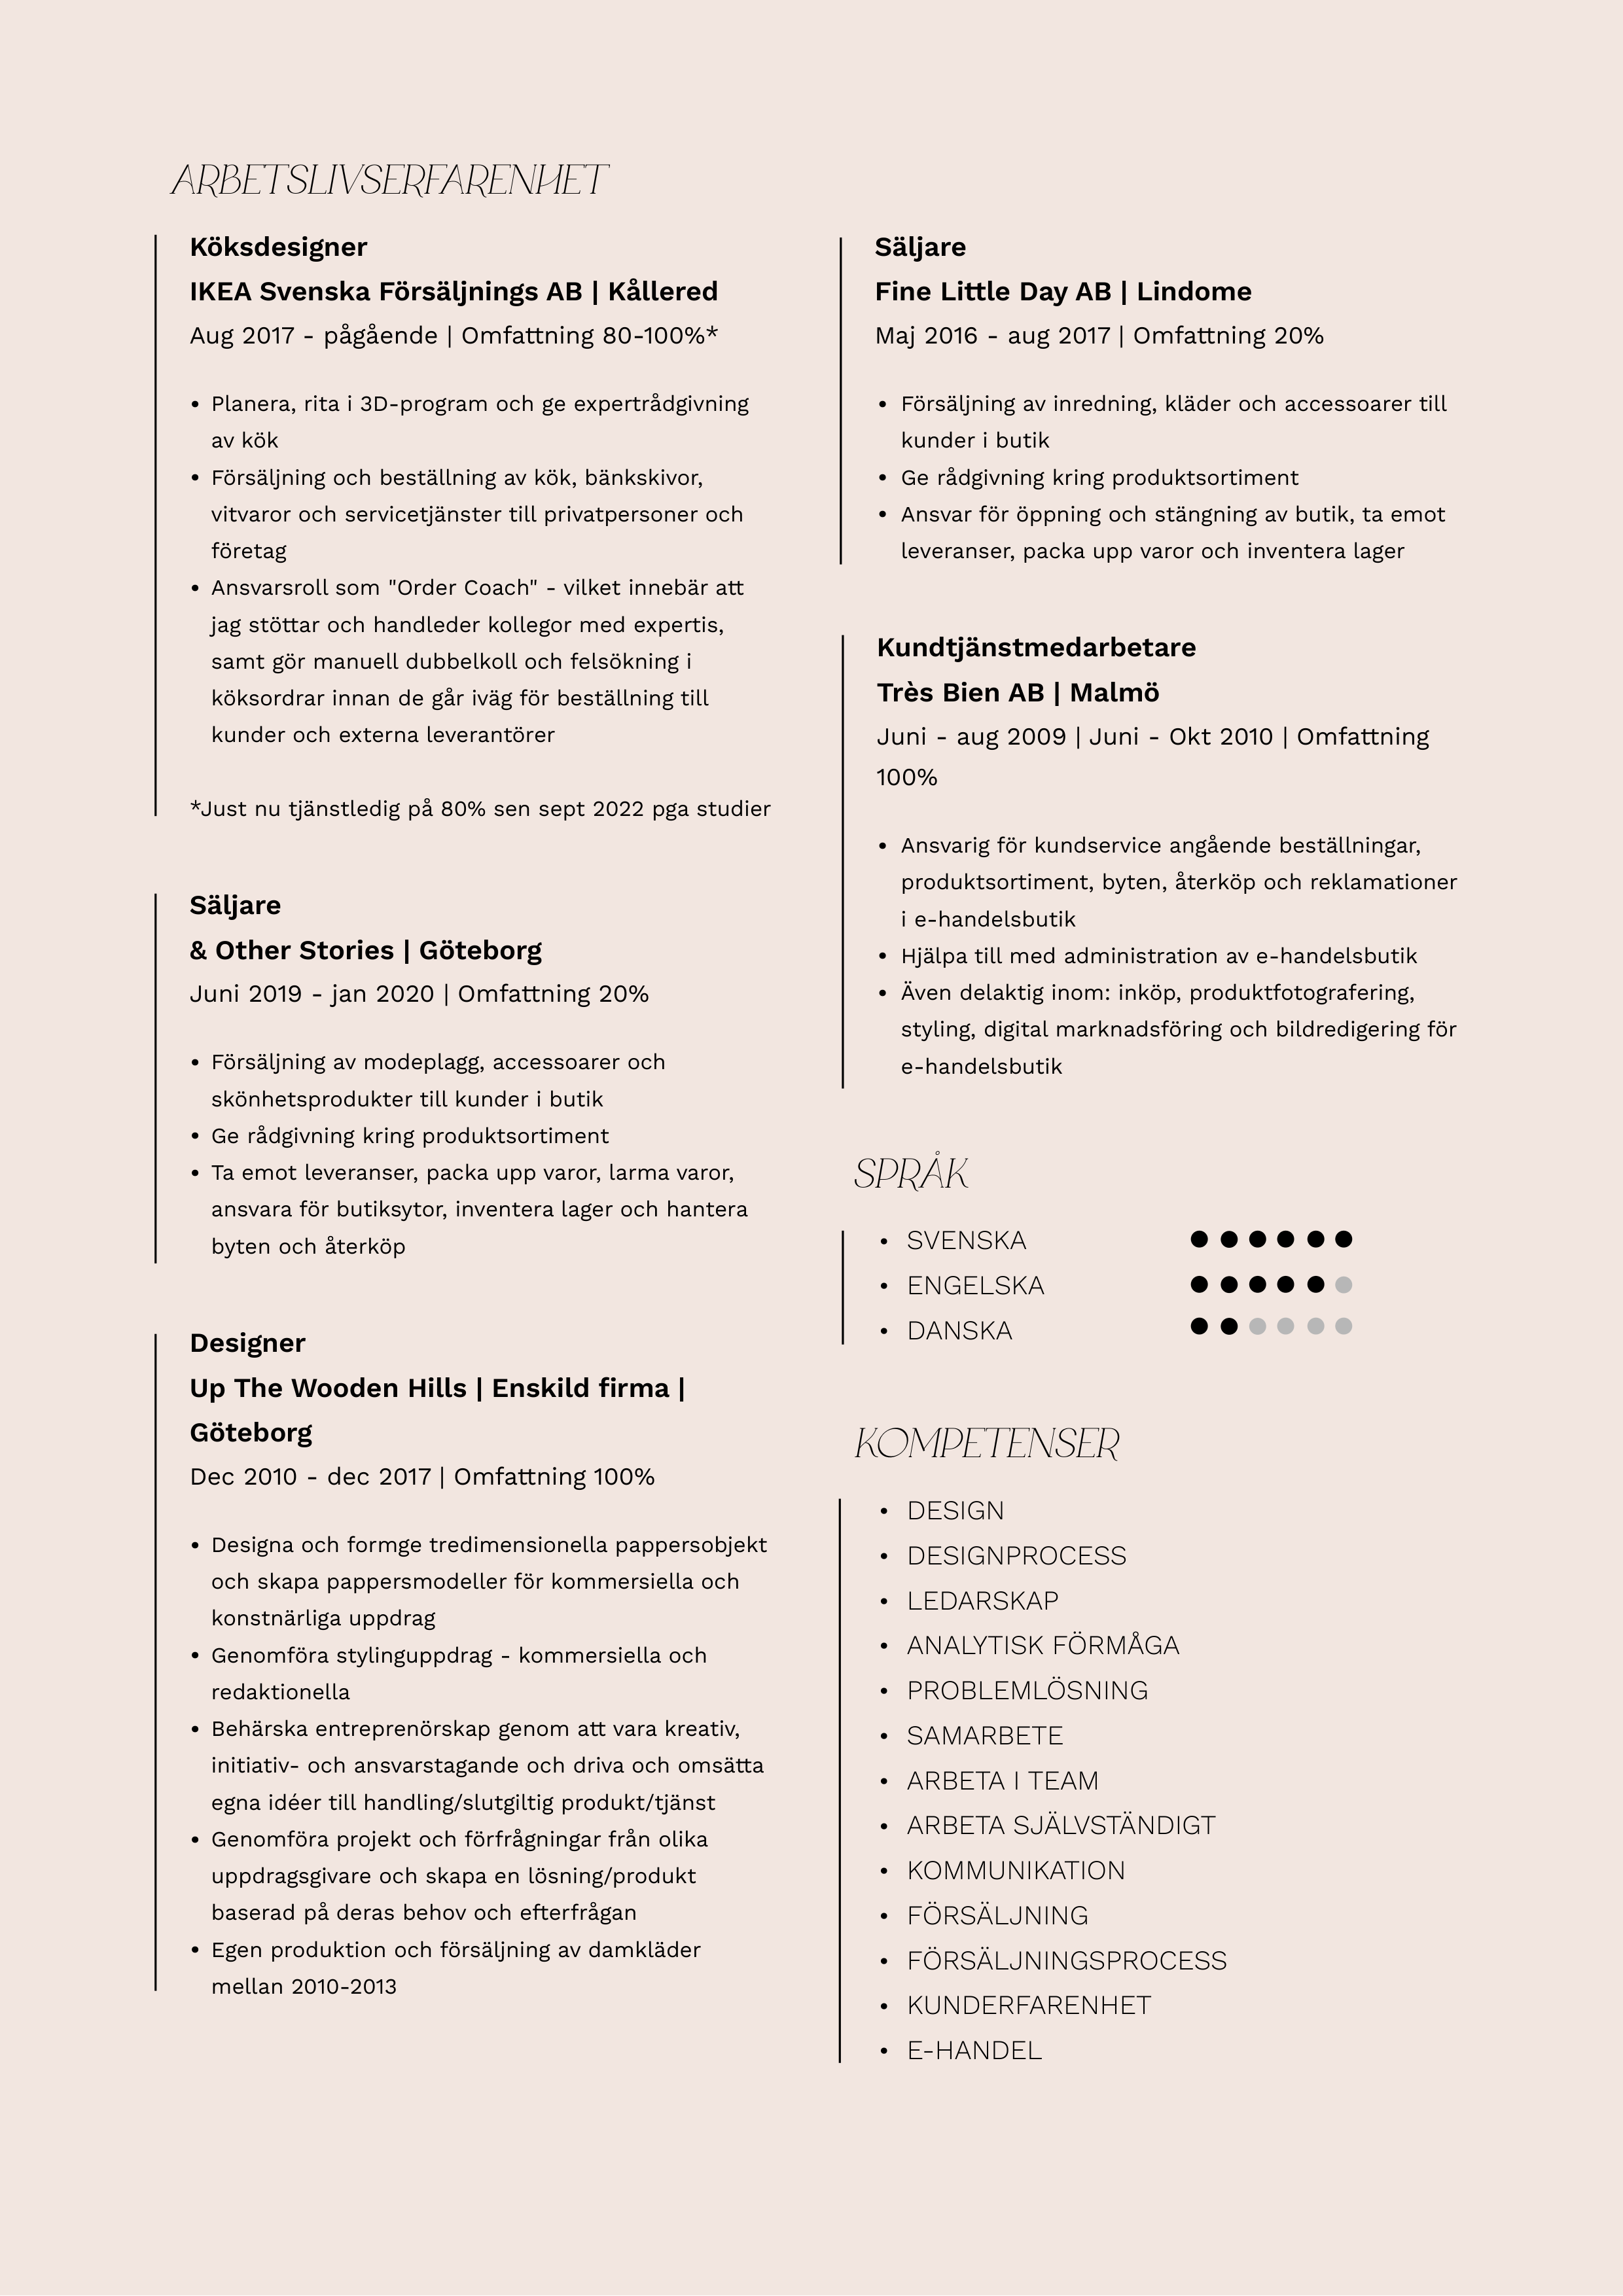 ARBETSLIVSERFARENHET
Köksdesigner
IKEA Svenska Försäljnings AB | Kållered
Aug 2017 - pågående | Omfattning 80-100%*
• Planera, rita i 3D-program och ge expertrådgivning
av kök
• Försäljning och beställning av kök, bänkskivor,
vitvaror och servicetjänster till privatpersoner och
företag
• Ansvarsroll som "Order Coach" - vilket innebär att
jag stöttar och handleder kollegor med expertis,
samt gör manuell dubbelkoll och felsökning i
köksordrar innan de går iväg för beställning till
kunder och externa leverantörer
*Just nu tjänstledig på 80% sen sept 2022 pga studier
Säljare
& Other Stories | Göteborg
Juni 2019 - jan 2020 | Omfattning 20%
• Försäljning av modeplagg, accessoarer och
skönhetsprodukter till kunder i butik
• Ge rådgivning kring produktsortiment
• Ta emot leveranser, packa upp varor, larma varor,
ansvara för butiksytor, inventera lager och hantera
byten och återköp
Designer
Up The Wooden Hills | Enskild firma |
Göteborg
Dec 2010 - dec 2017 | Omfattning 100%
• Designa och formge tredimensionella pappersobjekt
och skapa pappersmodeller för kommersiella och
konstnärliga uppdrag
• Genomföra stylinguppdrag - kommersiella och
redaktionella
• Behärska entreprenörskap genom att vara kreativ,
initiativ- och ansvarstagande och driva och omsätta
egna idéer till handling/slutgiltig produkt/tjänst
• Genomföra projekt och förfrågningar från olika
uppdragsgivare och skapa en lösning/produkt
baserad på deras behov och efterfrågan
• Egen produktion och försäljning av damkläder
mellan 2010-2013
Säljare
Fine Little Day AB | Lindome
Maj 2016 - aug 2017 | Omfattning 20%
• Försäljning av inredning, kläder och accessoarer till
kunder i butik
• Ge rådgivning kring produktsortiment
• Ansvar för öppning och stängning av butik, ta emot
leveranser, packa upp varor och inventera lager
Kundtjänstmedarbetare
Très Bien AB | Malmö
Juni - aug 2009 | Juni - Okt 2010 | Omfattning
100%
• Ansvarig för kundservice angående beställningar,
produktsortiment, byten, återköp och reklamationer
i e-handelsbutik
• Hjälpa till med administration av e-handelsbutik
• Även delaktig inom: inköp, produktfotografering,
styling, digital marknadsföring och bildredigering för
e-handelsbutik
SPRÅK
• SVENSKA
• ENGELSKA
• DANSKA
KOMPETENSER
• DESIGN
• DESIGNPROCESS
• LEDARSKAP
• ANALYTISK FÖRMÅGA
• PROBLEMLÖSNING
• SAMARBETE
• ARBETA I TEAM
• ARBETA SJÄLVSTÄNDIGT
• KOMMUNIKATION
• FÖRSÄLJNING
• FÖRSÄLJNINGSPROCESS
• KUNDERFARENHET
• E-HANDEL